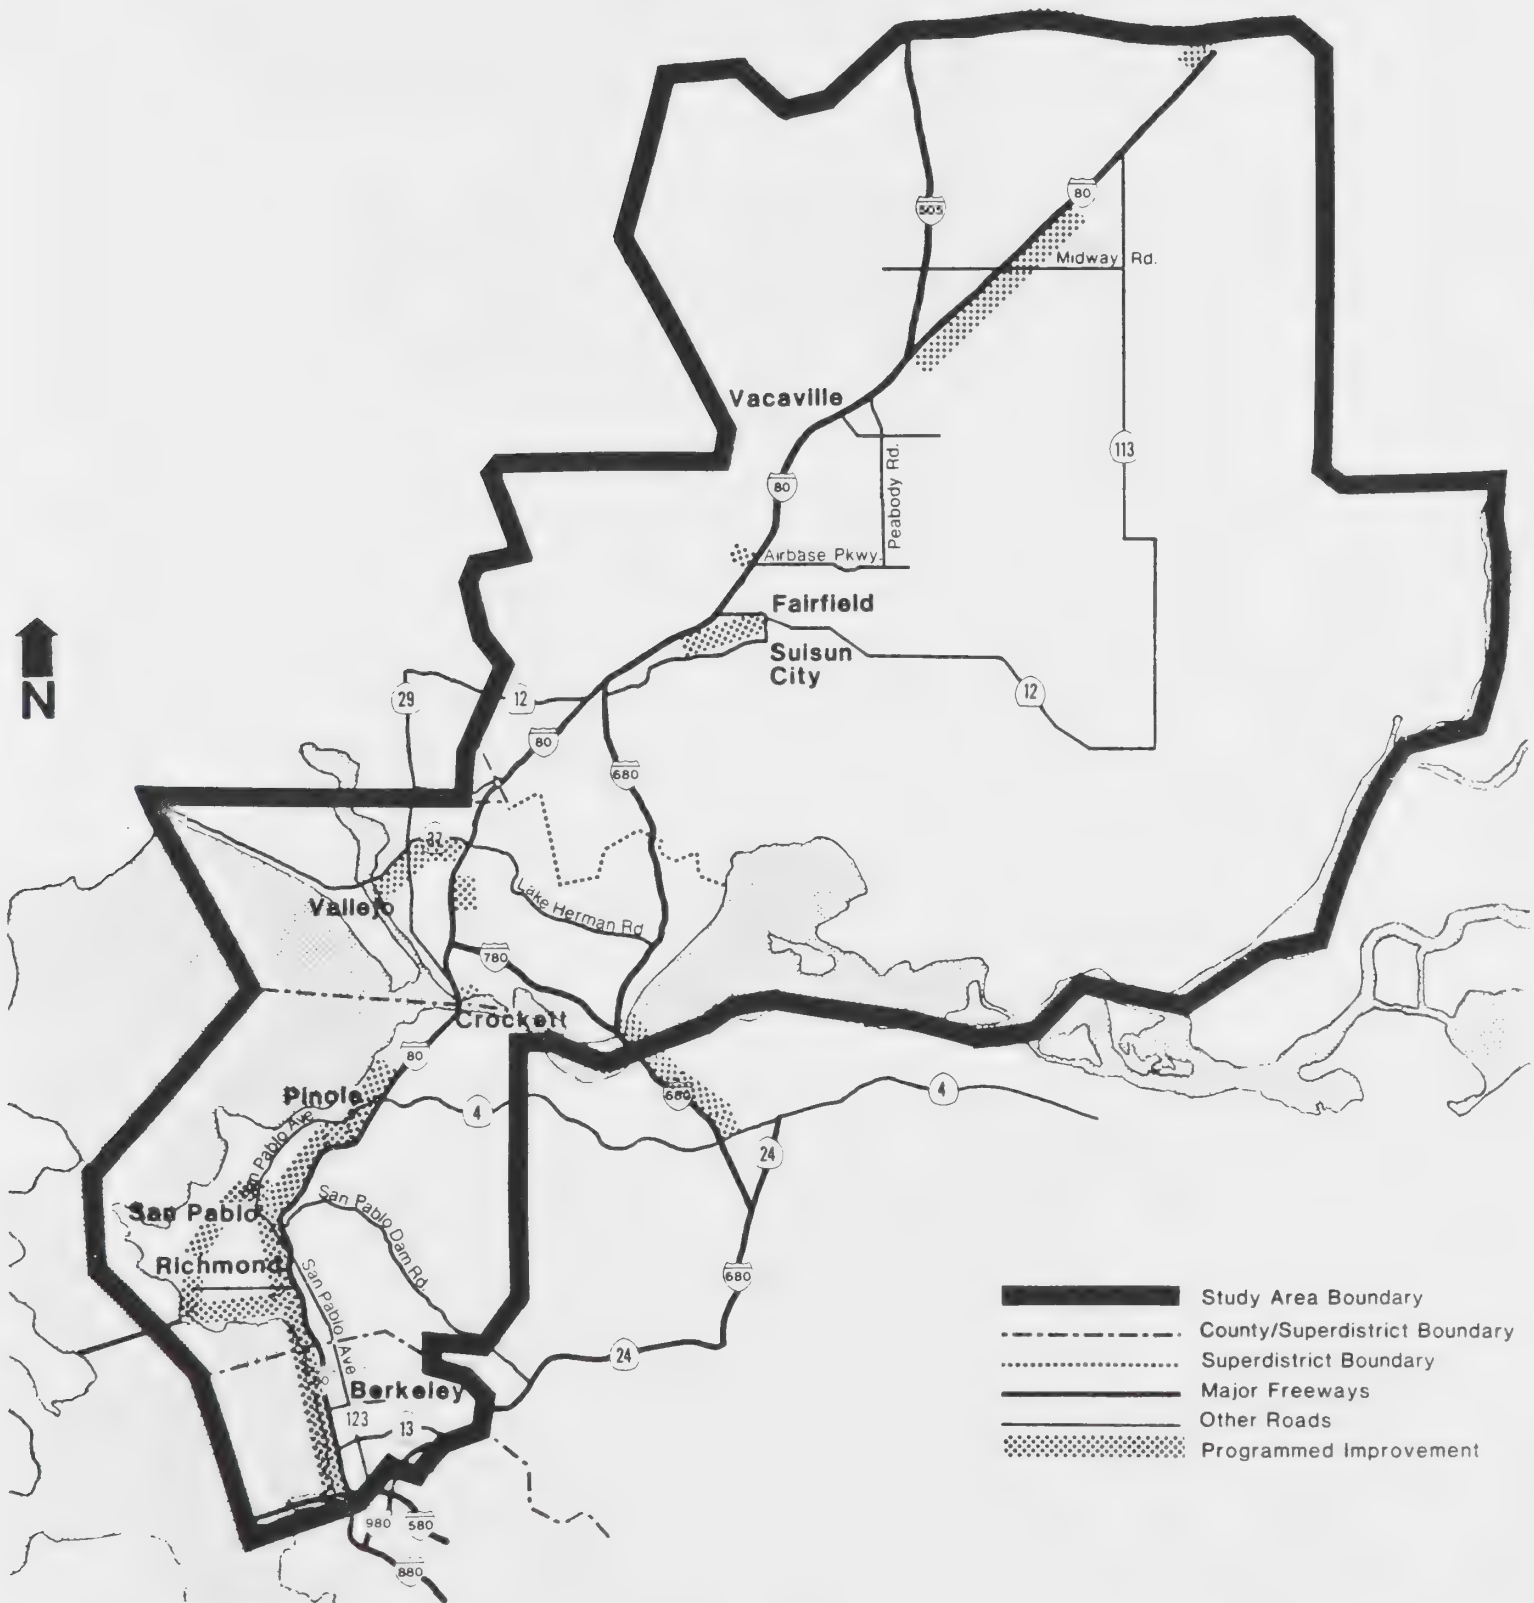 505
80
Midway Rd.
Vacaville
113
80
Peabody Rd.
Airbase Pkwy.
Fairfield
Suisun
City
N
29
12
12
80
680
37
Lake Herman Rd
Vallejo
780
Crockett
80
Pinole
680
4
4
San Pablo Ave
24
San Pablo
San Pablo Dam Rd.
Richmond
San Pablo Ave
680
24
Berkeley
123
13
980
580
880
Study Area Boundary
County/Superdistrict Boundary
Superdistrict Boundary
Major Freeways
Other Roads
Programmed Improvement